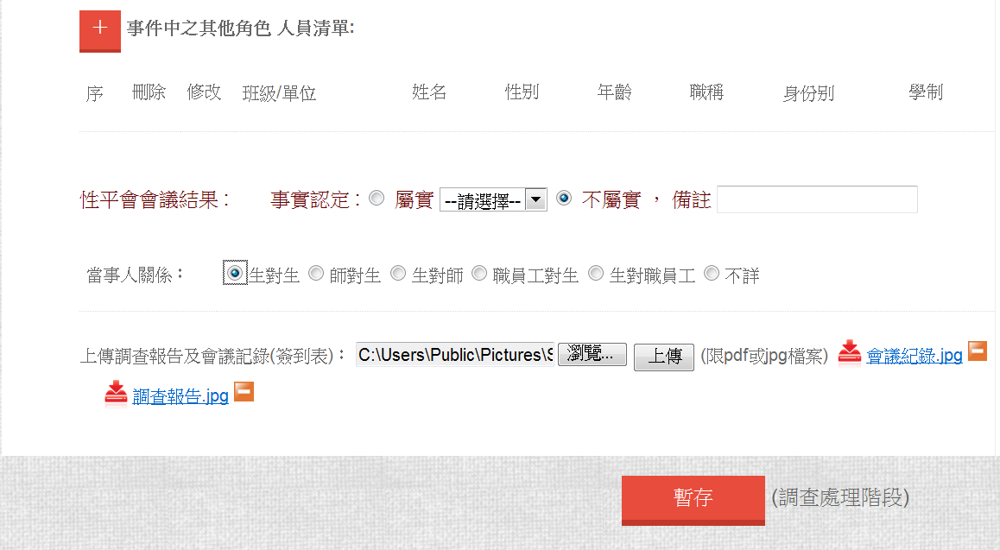 + 事件中之其他角色 人員清單:
序 刪除 修改 班級/單位 姓名 性別 年齡 職稱 身份別 學制
性平會會議結果： 事實認定： 屬實 --請選擇-- 不屬實 ， 備註
當事人關係： 生對生 師對生 生對師 職員工對生 生對職員工 不詳
上傳調查報告及會議記錄(簽到表)： C:\Users\Public\Pictures\S 瀏覽... 上傳 (限pdf或jpg檔案) 會議紀錄.jpg
調查報告.jpg
暫存 (調查處理階段)